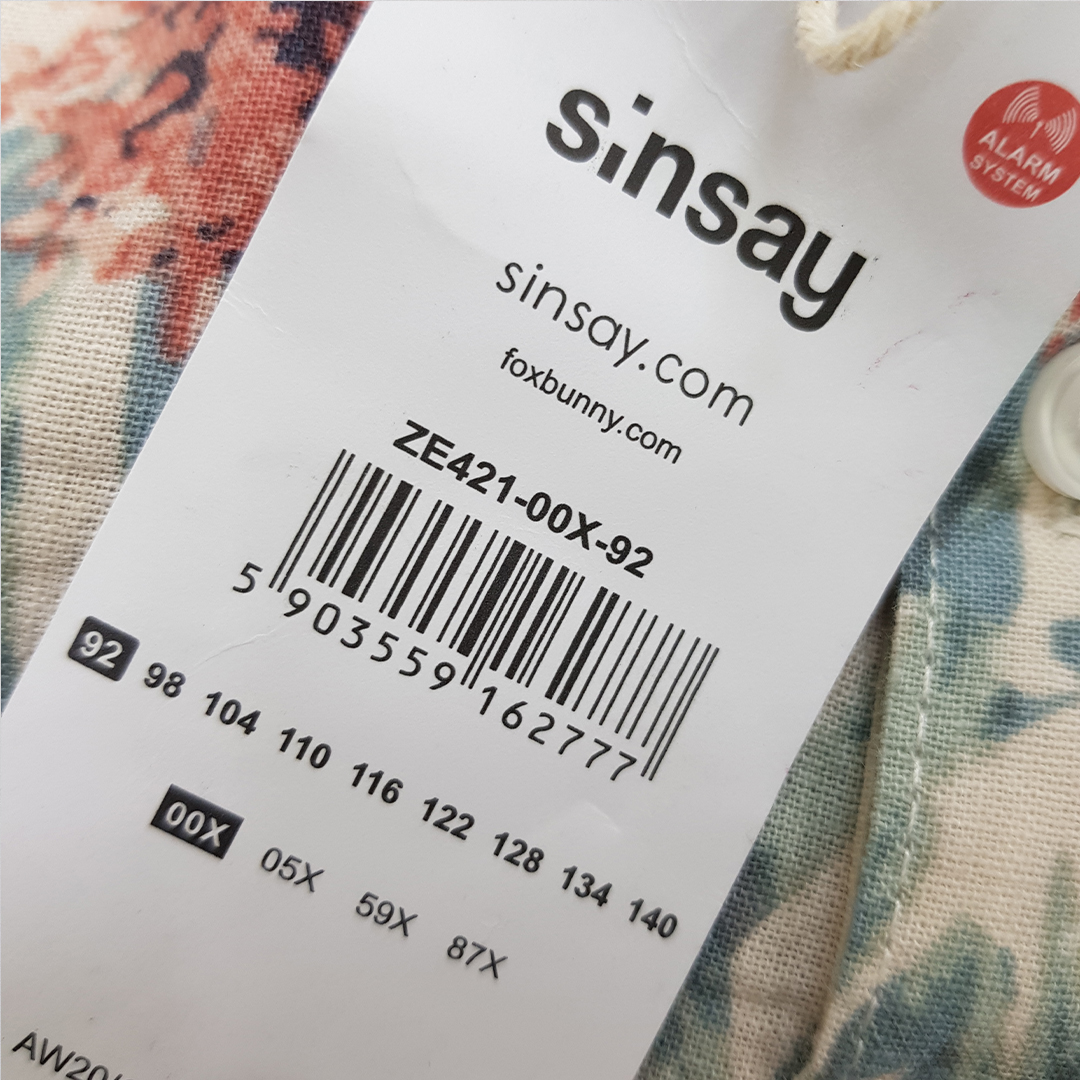 sinsay
ALARM
SYSTEM
sinsay.com
foxbunny.com
ZE421-00X-92
5 903559 162777
92 98 104 110 116 122 128 134 140
00X 05X 59X 87X
AW20/